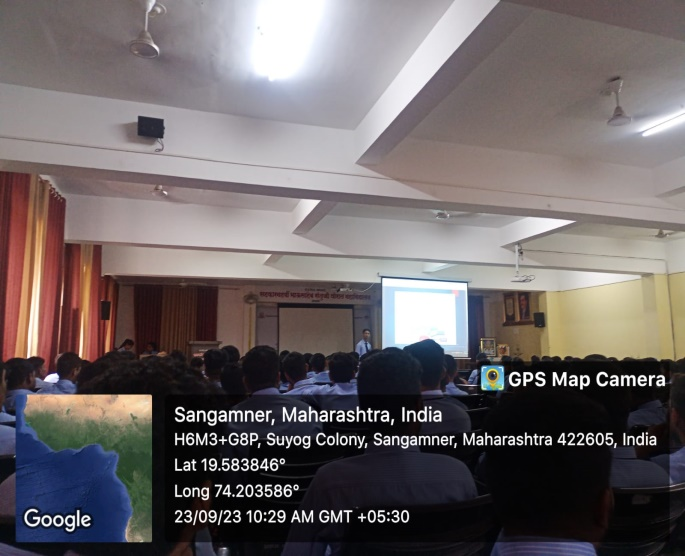 GPS Map Camera
Sangamner, Maharashtra, India
H6M3+G8P, Suyog Colony, Sangamner, Maharashtra 422605, India
Lat 19.583846°
Long 74.203586°
23/09/23 10:29 AM GMT +05:30
Google